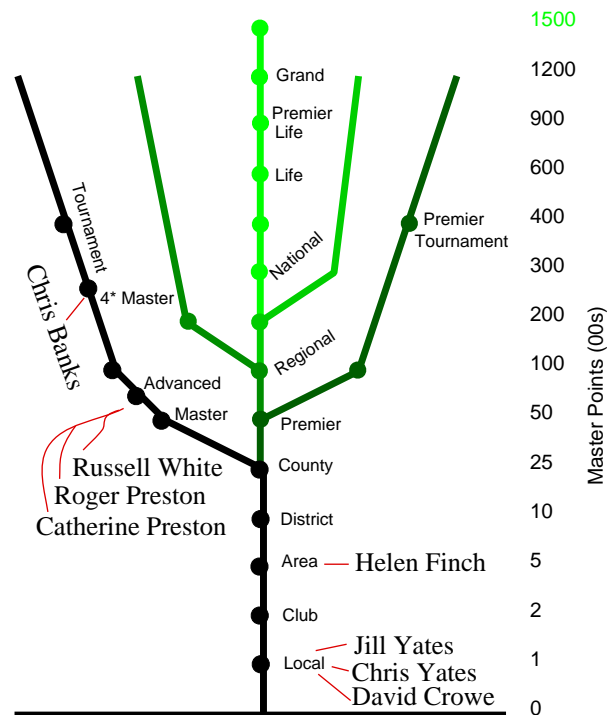 1500
Grand
1200
Premier
Life
900
Life
600
Tournament
400
Premier
Tournament
National
300
4* Master
200
Chris Banks
Regional
100
Advanced
Master
50
Premier
Russell White
County
25
Roger Preston
Catherine Preston
District
10
Area
Helen Finch
5
Club
2
Jill Yates
Local
Chris Yates
1
David Crowe
0
Master Points (00s)